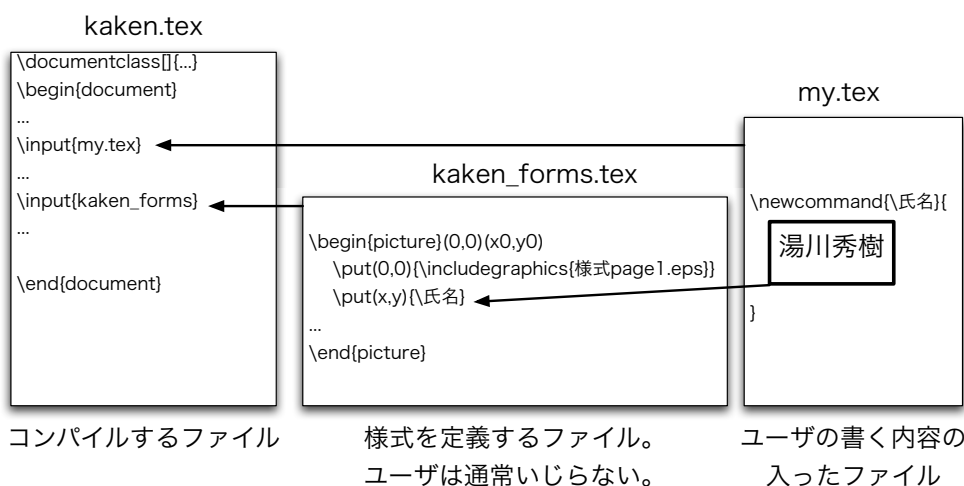 kaken.tex
\documentclass[]{...}
\begin{document}
...
\input{my.tex}
...
\input{kaken_forms}
...
\end{document}
コンパイルするファイル
kaken_forms.tex
\begin{picture}(0,0)(x0,y0)
\put(0,0){\includegraphics{様式page1.eps}}
\put(x,y){\氏名}
...
\end{picture}
様式を定義するファイル。
ユーザは通常いじらない。
my.tex
\newcommand{\氏名}{
湯川秀樹
}
ユーザの書く内容の
入ったファイル